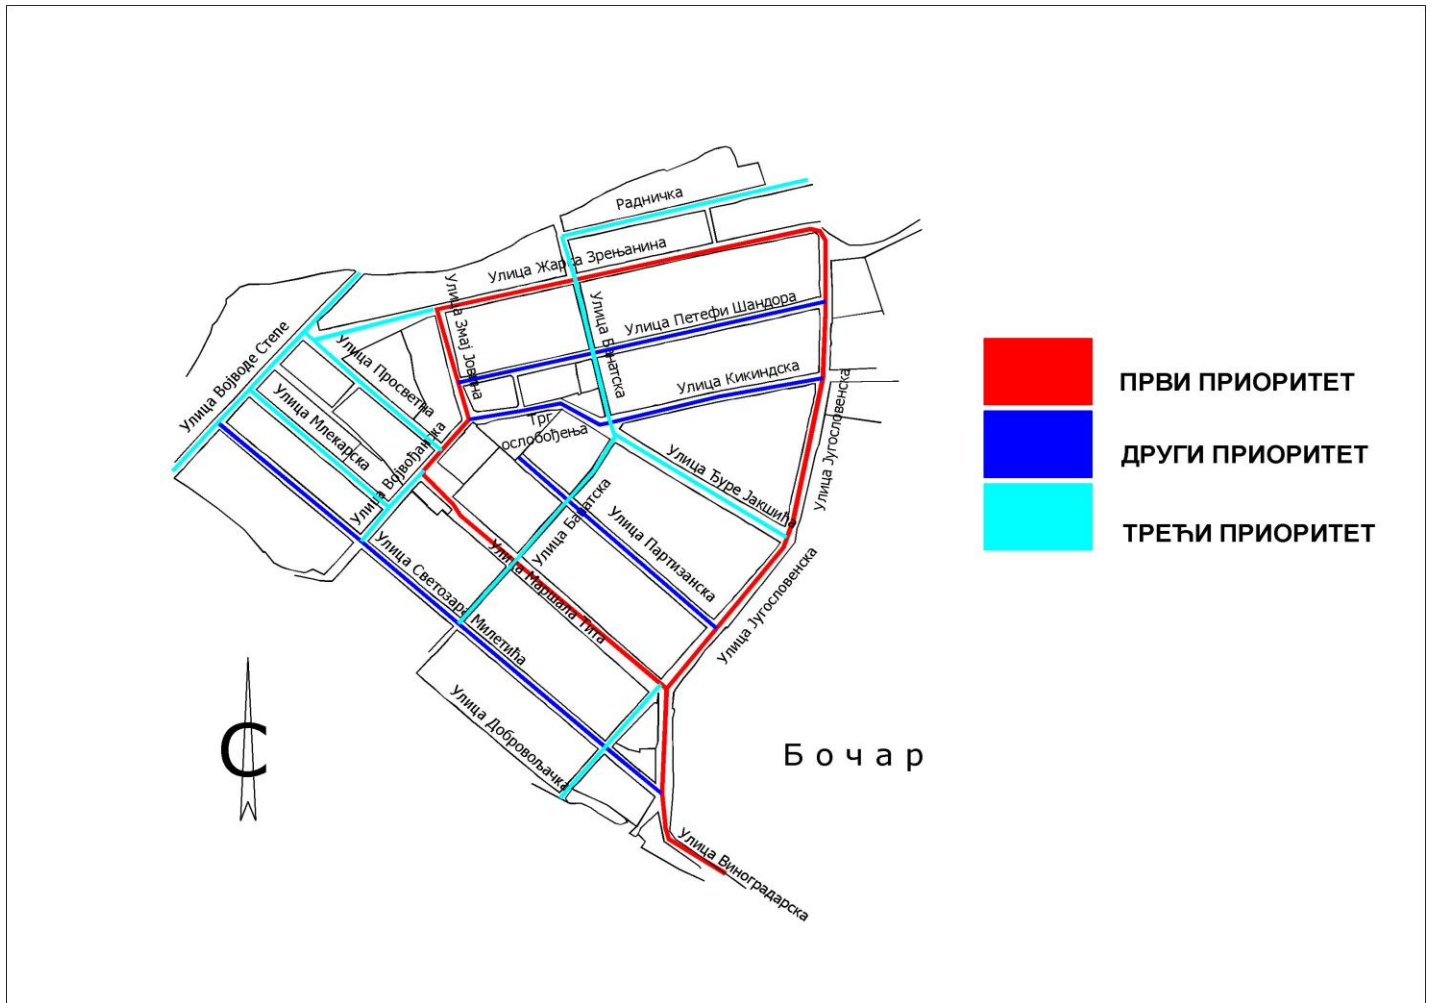 Радничка
Улица Жарка Зрењанина
Улица Змај Јовина
Улица Банатска
Улица Петефи Шандора
Улица Војводе Степе
Улица Просветна
Улица Кикиндска
Улица Млекарска
Улица Војвођанска
Трг
ослобођења
Улица Југословенска
Улица Ђуре Јакшића
Улица Банатска
Улица Партизанска
Улица Светозара Милетића
Улица Маршала Тита
Улица Југословенска
Улица Добровољачка
Улица Виноградарска
С
Бочар
ПРВИ ПРИОРИТЕТ
ДРУГИ ПРИОРИТЕТ
ТРЕЋИ ПРИОРИТЕТ